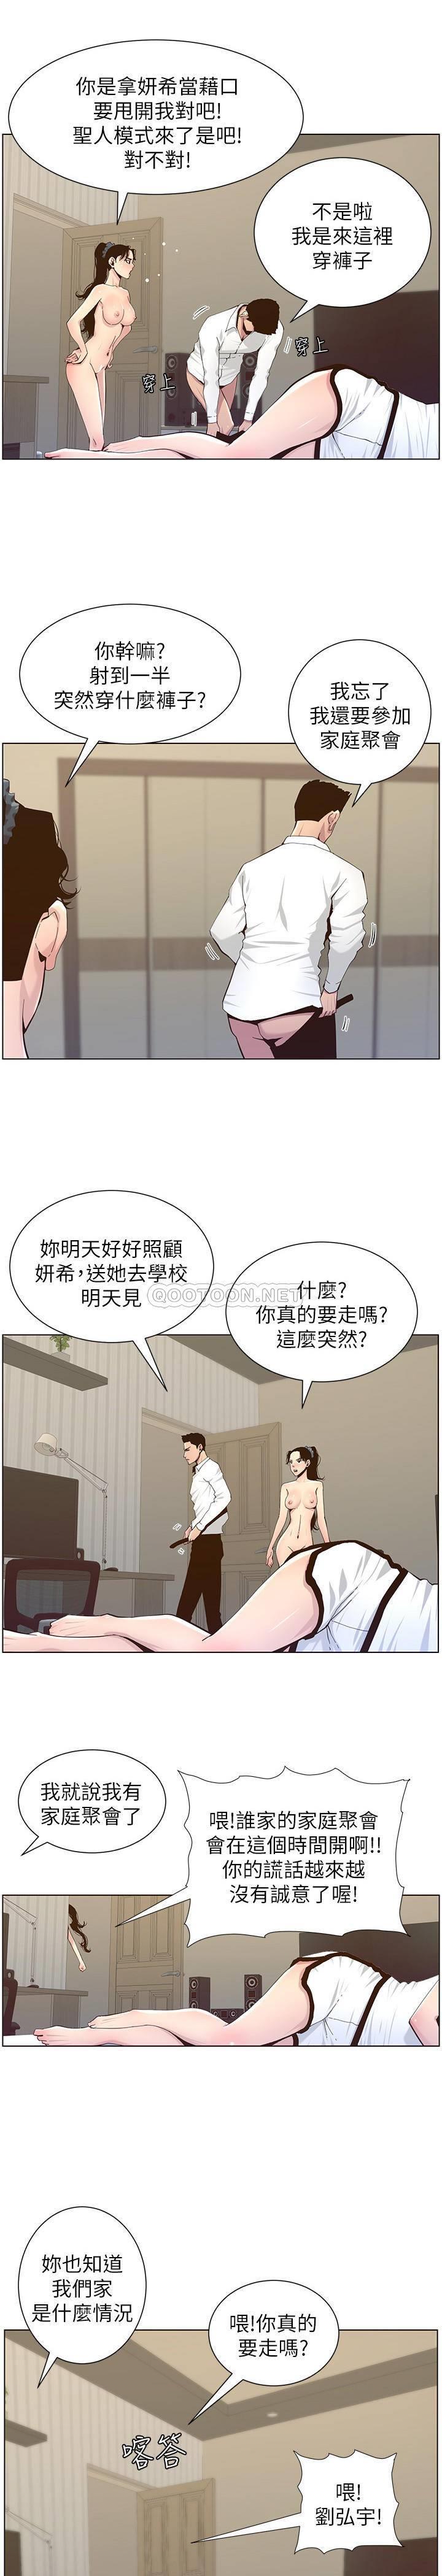 你是拿妍希當藉口
要甩開我對吧!
聖人模式來了是吧!
對不對!
不是啦
我是來這裡
穿褲子
穿上
穿上
你幹嘛?
射到一半
突然穿什麼褲子?
我忘了
我還要參加
家庭聚會
妳明天好好照顧
妍希,送她去學校
明天見
QOOTOON.NET
什麼?
你真的要走嗎?
這麼突然?
我就說我有
家庭聚會了
喂!誰家的家庭聚會
會在這個時間開啊!!
你的謊話越來越
沒有誠意了喔!
妳也知道
我們家
是什麼情況
喂!你真的
要走嗎?
喀答
喂!
劉弘宇!